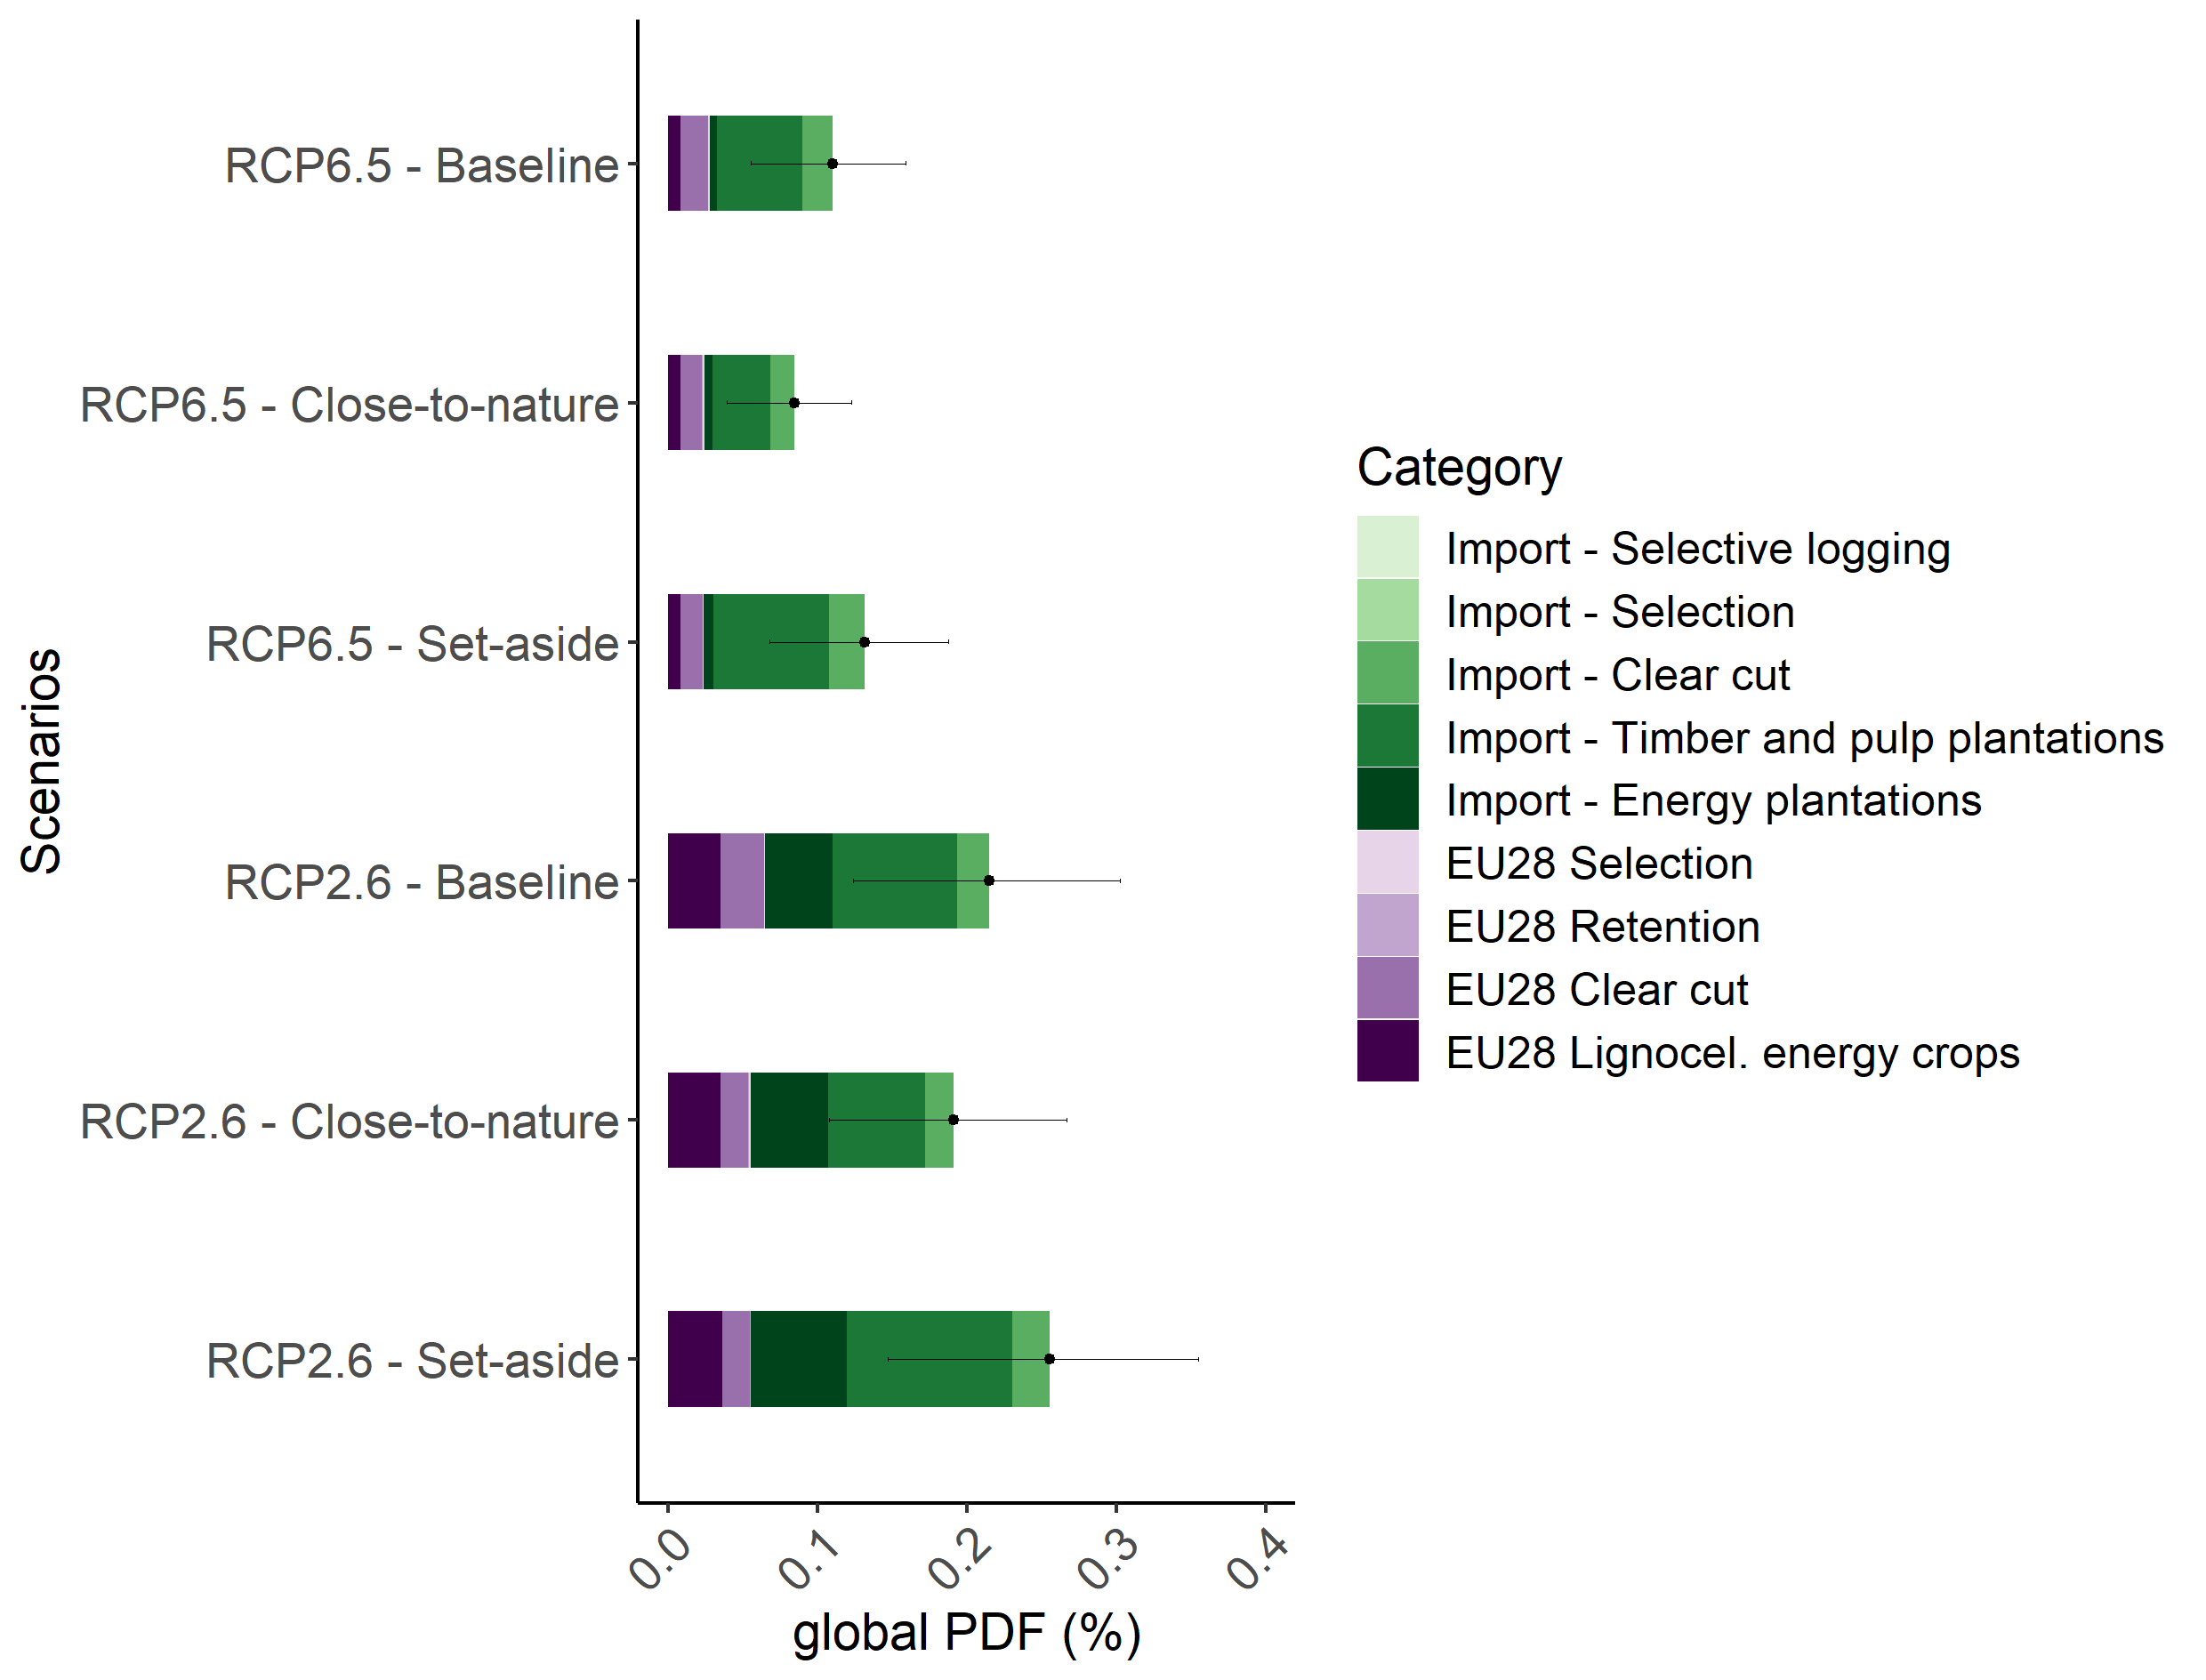 Scenarios
RCP6.5 - Baseline
RCP6.5 - Close-to-nature
RCP6.5 - Set-aside
RCP2.6 - Baseline
RCP2.6 - Close-to-nature
RCP2.6 - Set-aside
0.0
0.1
0.2
0.3
0.4
global PDF (%)
Category
Import - Selective logging
Import - Selection
Import - Clear cut
Import - Timber and pulp plantations
Import - Energy plantations
EU28 Selection
EU28 Retention
EU28 Clear cut
EU28 Lignocel. energy crops